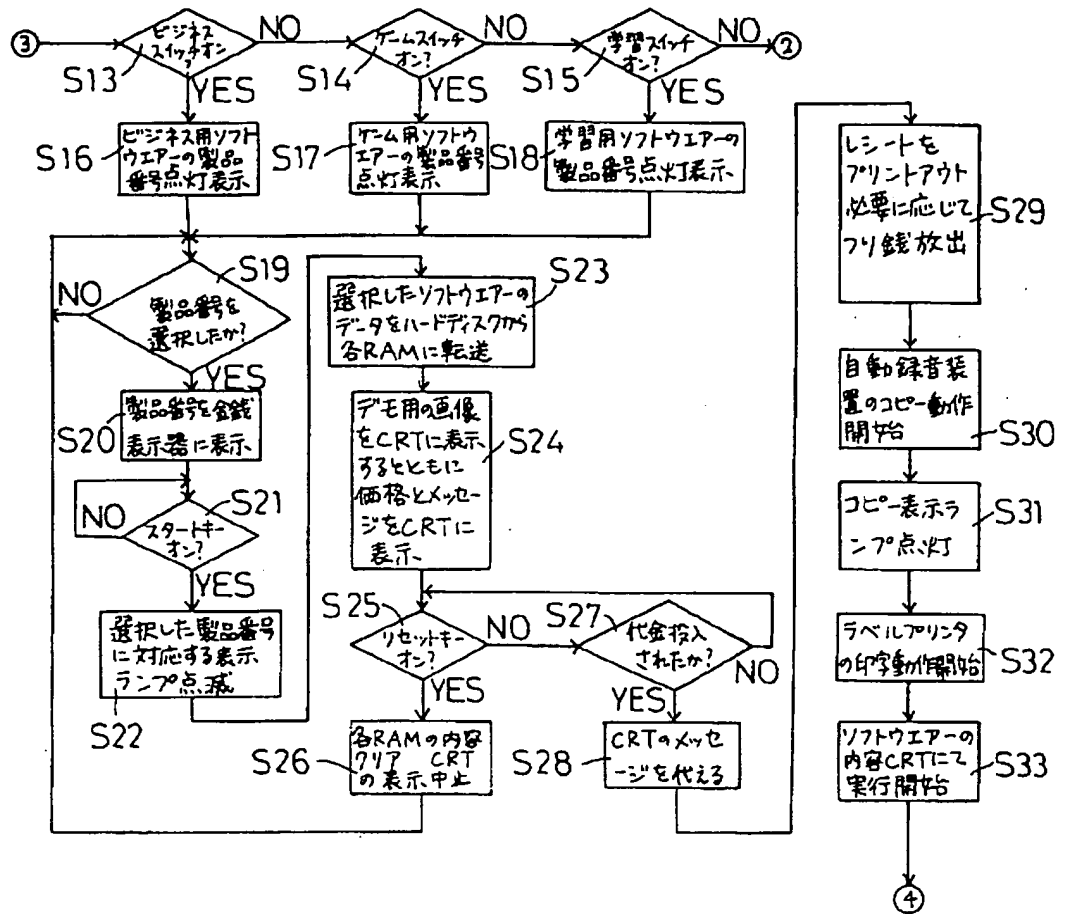 ③
ビジネス
スイッチオン
?
NO
S13
YES
ゲームスイッチ
オン?
NO
S14
YES
学習スイッチ
オン?
NO
②
S15
YES
S16
ビジネス用ソフト
ウエアーの製品
番号点灯表示
S17
ゲーム用ソフトウ
エアーの製品番号
点灯表示
S18
学習用ソフトウエアーの
製品番号点灯表示
S19
NO
製品番号を
選択したか?
YES
S20
製品番号を金銭
表示器に表示
S21
NO
スタートキー
オン?
YES
選択した製品番号
に対応する表示
ランプ点滅
S22
S23
選択したソフトウエアーの
データをハードディスクから
各RAMに転送
S24
デモ用の画像
をCRTに表示
するとともに
価格とメッセー
ジをCRTに
表示
S25
リセットキー
オン?
NO
YES
S26
各RAMの内容
クリアー CRT
の表示中止
S27
代金投入
されたか?
NO
YES
S28
CRTのメッセ
ージを代える
レシートを
プリントアウト
必要に応じて
つり銭放出
S29
自動録音装
置のコピー動作
開始
S30
コピー表示ラ
ンプ点灯
S31
ラベルプリンタ
の印字動作開始
S32
ソフトウエアーの
内容CRTにて
実行開始
S33
④